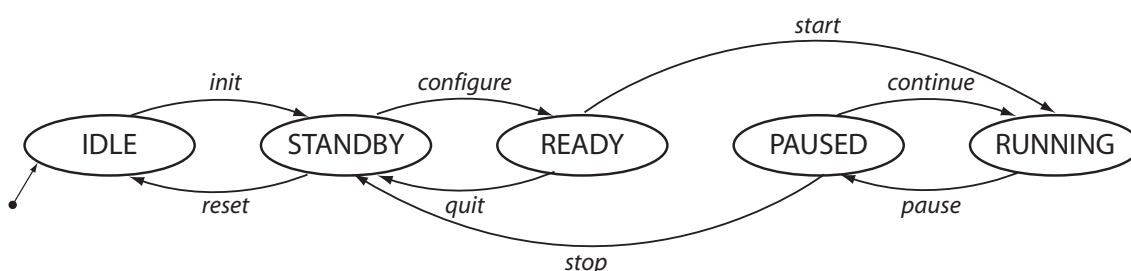 start
init
configure
continue
IDLE
STANDBY
READY
PAUSED
RUNNING
reset
quit
pause
stop